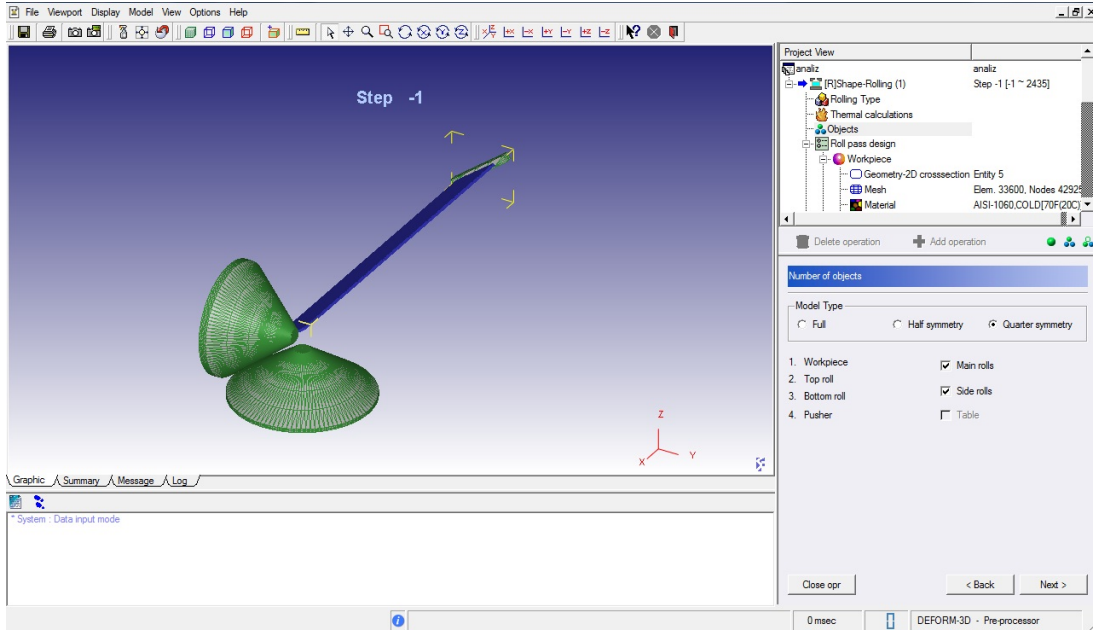 File Viewport Display Model View Options Help
Step -1
Z
X
Y
Graphic Summary Message Log
* System : Data input mode
Project View
analiz analiz
[R]Shape-Rolling (1) Step -1 [-1 ~ 2435]
Rolling Type
Thermal calculations
Objects
Roll pass design
Workpiece
Geometry-2D crosssection Entity 5
Mesh Elem. 33600, Nodes 42925
Material AISI-1060,COLD[70F(20C)
Delete operation Add operation
Number of objects
Model Type
Full Half symmetry Quarter symmetry
1. Workpiece Main rolls
2. Top roll
3. Bottom roll Side rolls
4. Pusher Table
Close opr < Back Next >
0 msec DEFORM-3D - Pre-processor